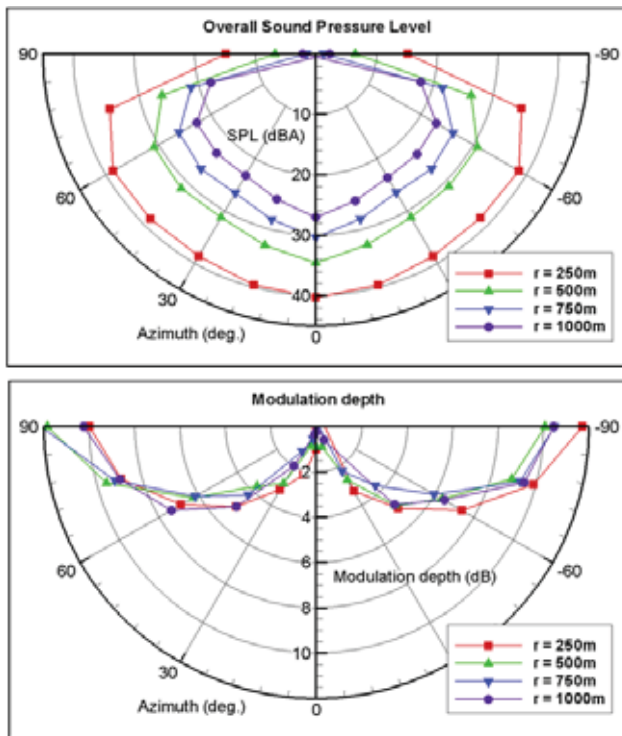 Overall Sound Pressure Level
90
-90
10
SPL (dBA)
20
60
-60
30
30
40
Azimuth (deg.)
0
r = 250m
r = 500m
r = 750m
r = 1000m
Modulation depth
90
-90
2
4
60
6
-60
Modulation depth (dB)
8
30
10
Azimuth (deg.)
0
r = 250m
r = 500m
r = 750m
r = 1000m